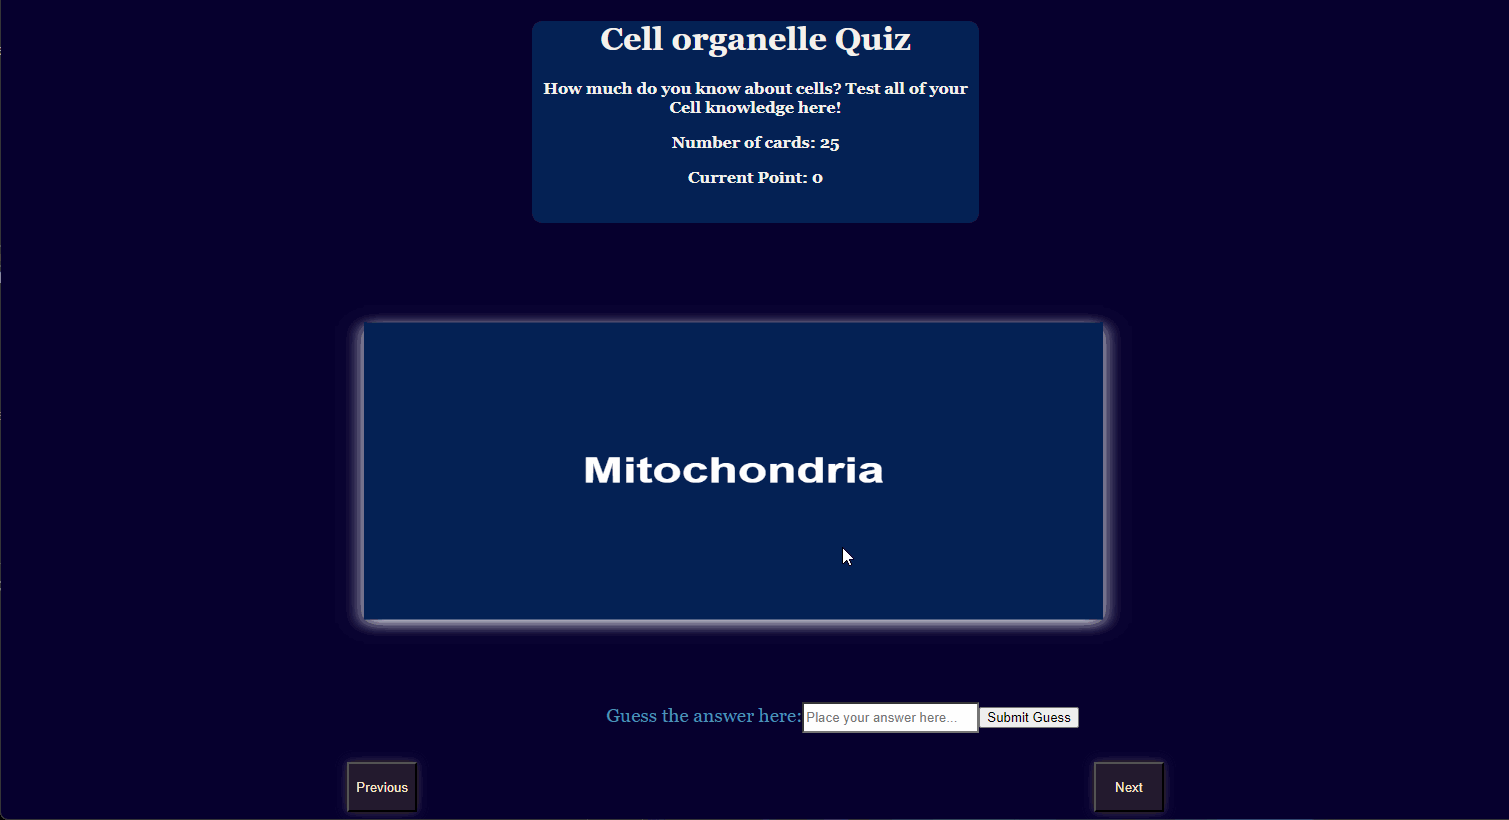 Cell organelle Quiz
How much do you know about cells? Test all of your
Cell knowledge here!
Number of cards: 25
Current Point: 0
Mitochondria
Guess the answer here: Place your answer here... Submit Guess
Previous Next